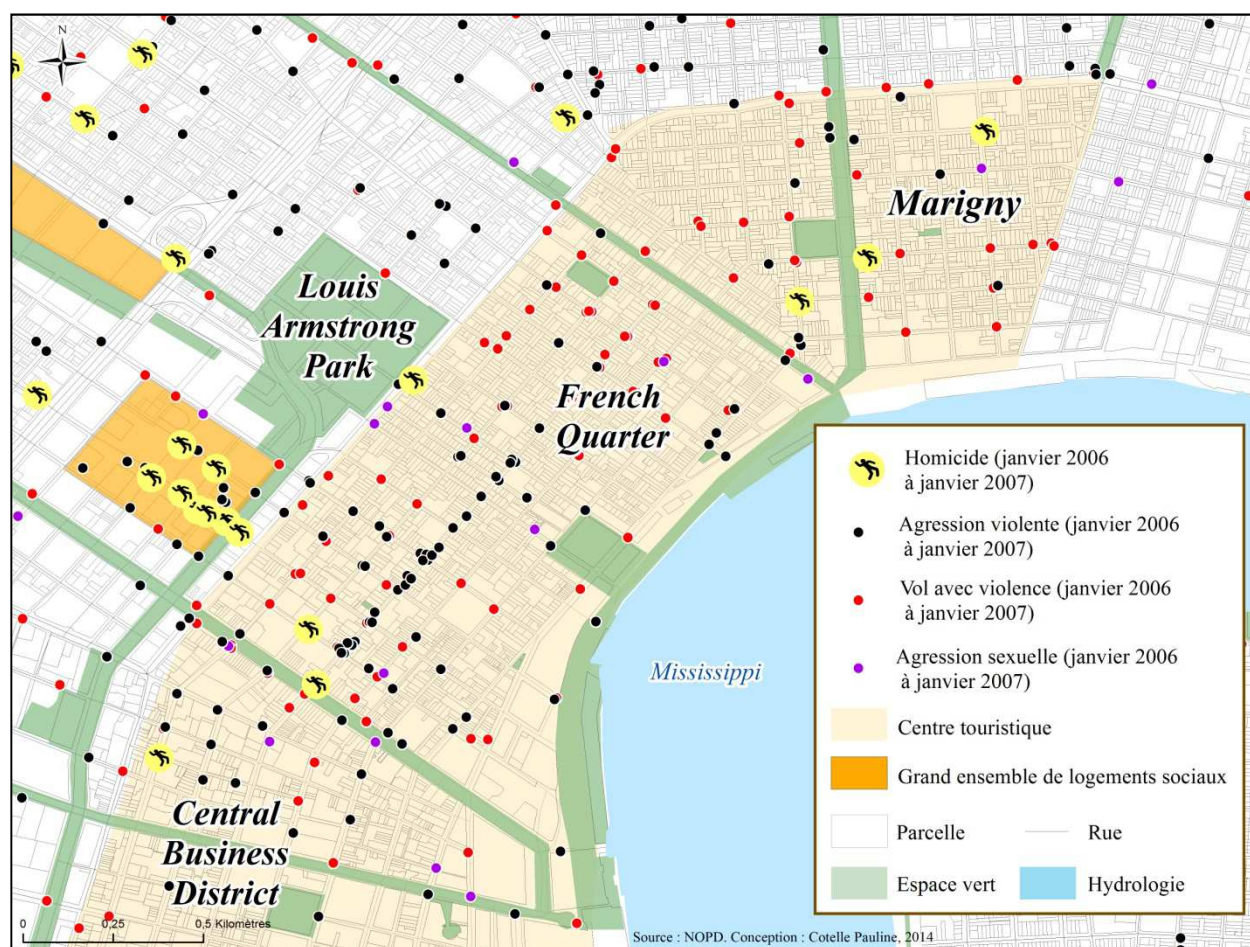 N
Marigny
Louis
Armstrong
Park
French
Quarter
Mississippi
Central
Business
District
0 0,25 0,5 Kilomètres
Homicide (janvier 2006
à janvier 2007)
Agression violente (janvier 2006
à janvier 2007)
Vol avec violence (janvier 2006
à janvier 2007)
Agression sexuelle (janvier 2006
à janvier 2007)
Centre touristique
Grand ensemble de logements sociaux
Parcelle
Rue
Espace vert
Hydrologie
Source : NOPD. Conception : Cotelle Pauline, 2014